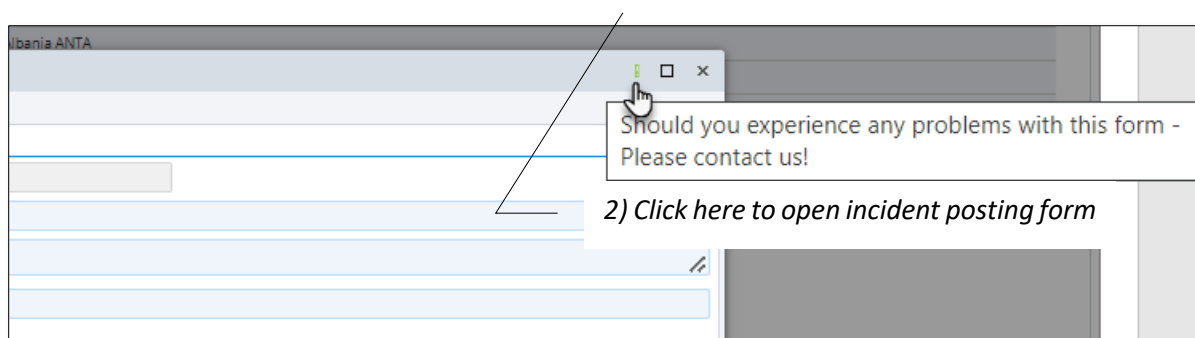 lbania ANTA
Should you experience any problems with this form -
Please contact us!
2) Click here to open incident posting form